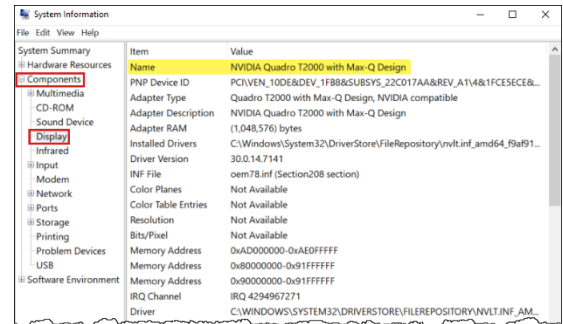 System Information
File Edit View Help
System Summary
Hardware Resources
Components
Multimedia
CD-ROM
Sound Device
Display
Infrared
Input
Modem
Network
Ports
Storage
Printing
Problem Devices
USB
Software Environment
Item Value
Name NVIDIA Quadro T2000 with Max-Q Design
PNP Device ID PCI\VEN_10DE&DEV_1FB8&SUBSYS_22C017AA&REV_A1\4&1FCE5ECE&...
Adapter Type Quadro T2000 with Max-Q Design, NVIDIA compatible
Adapter Description NVIDIA Quadro T2000 with Max-Q Design
Adapter RAM (1,048,576) bytes
Installed Drivers C:\Windows\System32\DriverStore\FileRepository\nvlt.inf_amd64_f9af91...
Driver Version 30.0.14.7141
INF File oem78.inf (Section208 section)
Color Planes Not Available
Color Table Entries Not Available
Resolution Not Available
Bits/Pixel Not Available
Memory Address 0xAD000000-0xAE0FFFFF
Memory Address 0x80000000-0x91FFFFFF
Memory Address 0x90000000-0x91FFFFFF
IRQ Channel IRQ 4294967271
Driver C:\WINDOWS\SYSTEM32\DRIVERSTORE\FILEREPOSITORY\NVLT.INF_AM...